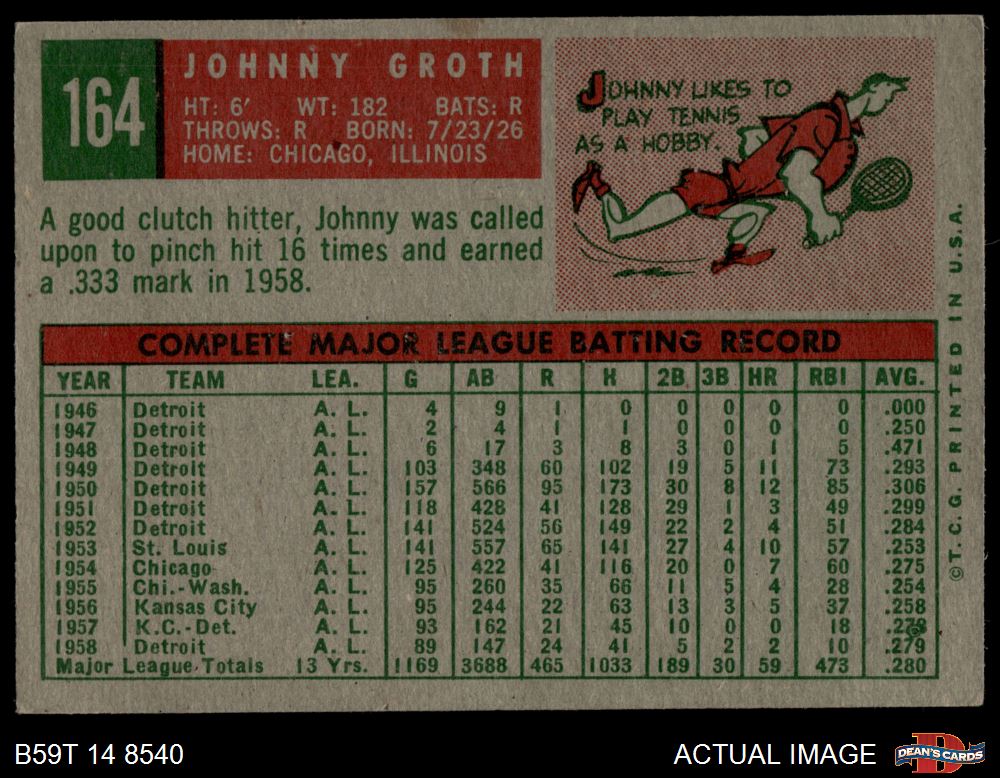 164
JOHNNY GROTH
HT: 6' WT: 182 BATS: R
THROWS: R BORN: 7/23/26
HOME: CHICAGO, ILLINOIS
JOHNNY LIKES TO
PLAY TENNIS
AS A HOBBY.
A good clutch hitter, Johnny was called
upon to pinch hit 16 times and earned
a .333 mark in 1958.
COMPLETE MAJOR LEAGUE BATTING RECORD
YEAR TEAM LEA. G AB R H 2B 3B HR RBI AVG.
1946 Detroit A. L. 4 9 1 0 0 0 0 0 .000
1947 Detroit A. L. 2 4 1 1 0 0 0 0 .250
1948 Detroit A. L. 6 17 3 8 3 0 1 5 .471
1949 Detroit A. L. 103 348 60 102 19 5 11 73 .293
1950 Detroit A. L. 157 566 95 173 30 8 12 85 .306
1951 Detroit A. L. 118 428 41 128 29 1 3 49 .299
1952 Detroit A. L. 141 524 56 149 22 2 4 51 .284
1953 St. Louis A. L. 141 557 65 141 27 4 10 57 .253
1954 Chicago A. L. 125 422 41 116 20 0 7 60 .275
1955 Chi.-Wash. A. L. 95 260 35 66 11 5 4 28 .254
1956 Kansas City A. L. 95 244 22 63 13 3 5 37 .258
1957 K.C.-Det. A. L. 93 162 21 45 10 0 0 18 .278
1958 Detroit A. L. 89 147 24 41 5 2 2 10 .279
Major League Totals 13 Yrs. 1169 3688 465 1033 189 30 59 473 .280
©T.C.G. PRINTED IN U.S.A.
B59T 14 8540
ACTUAL IMAGE
DEAN'S CARDS